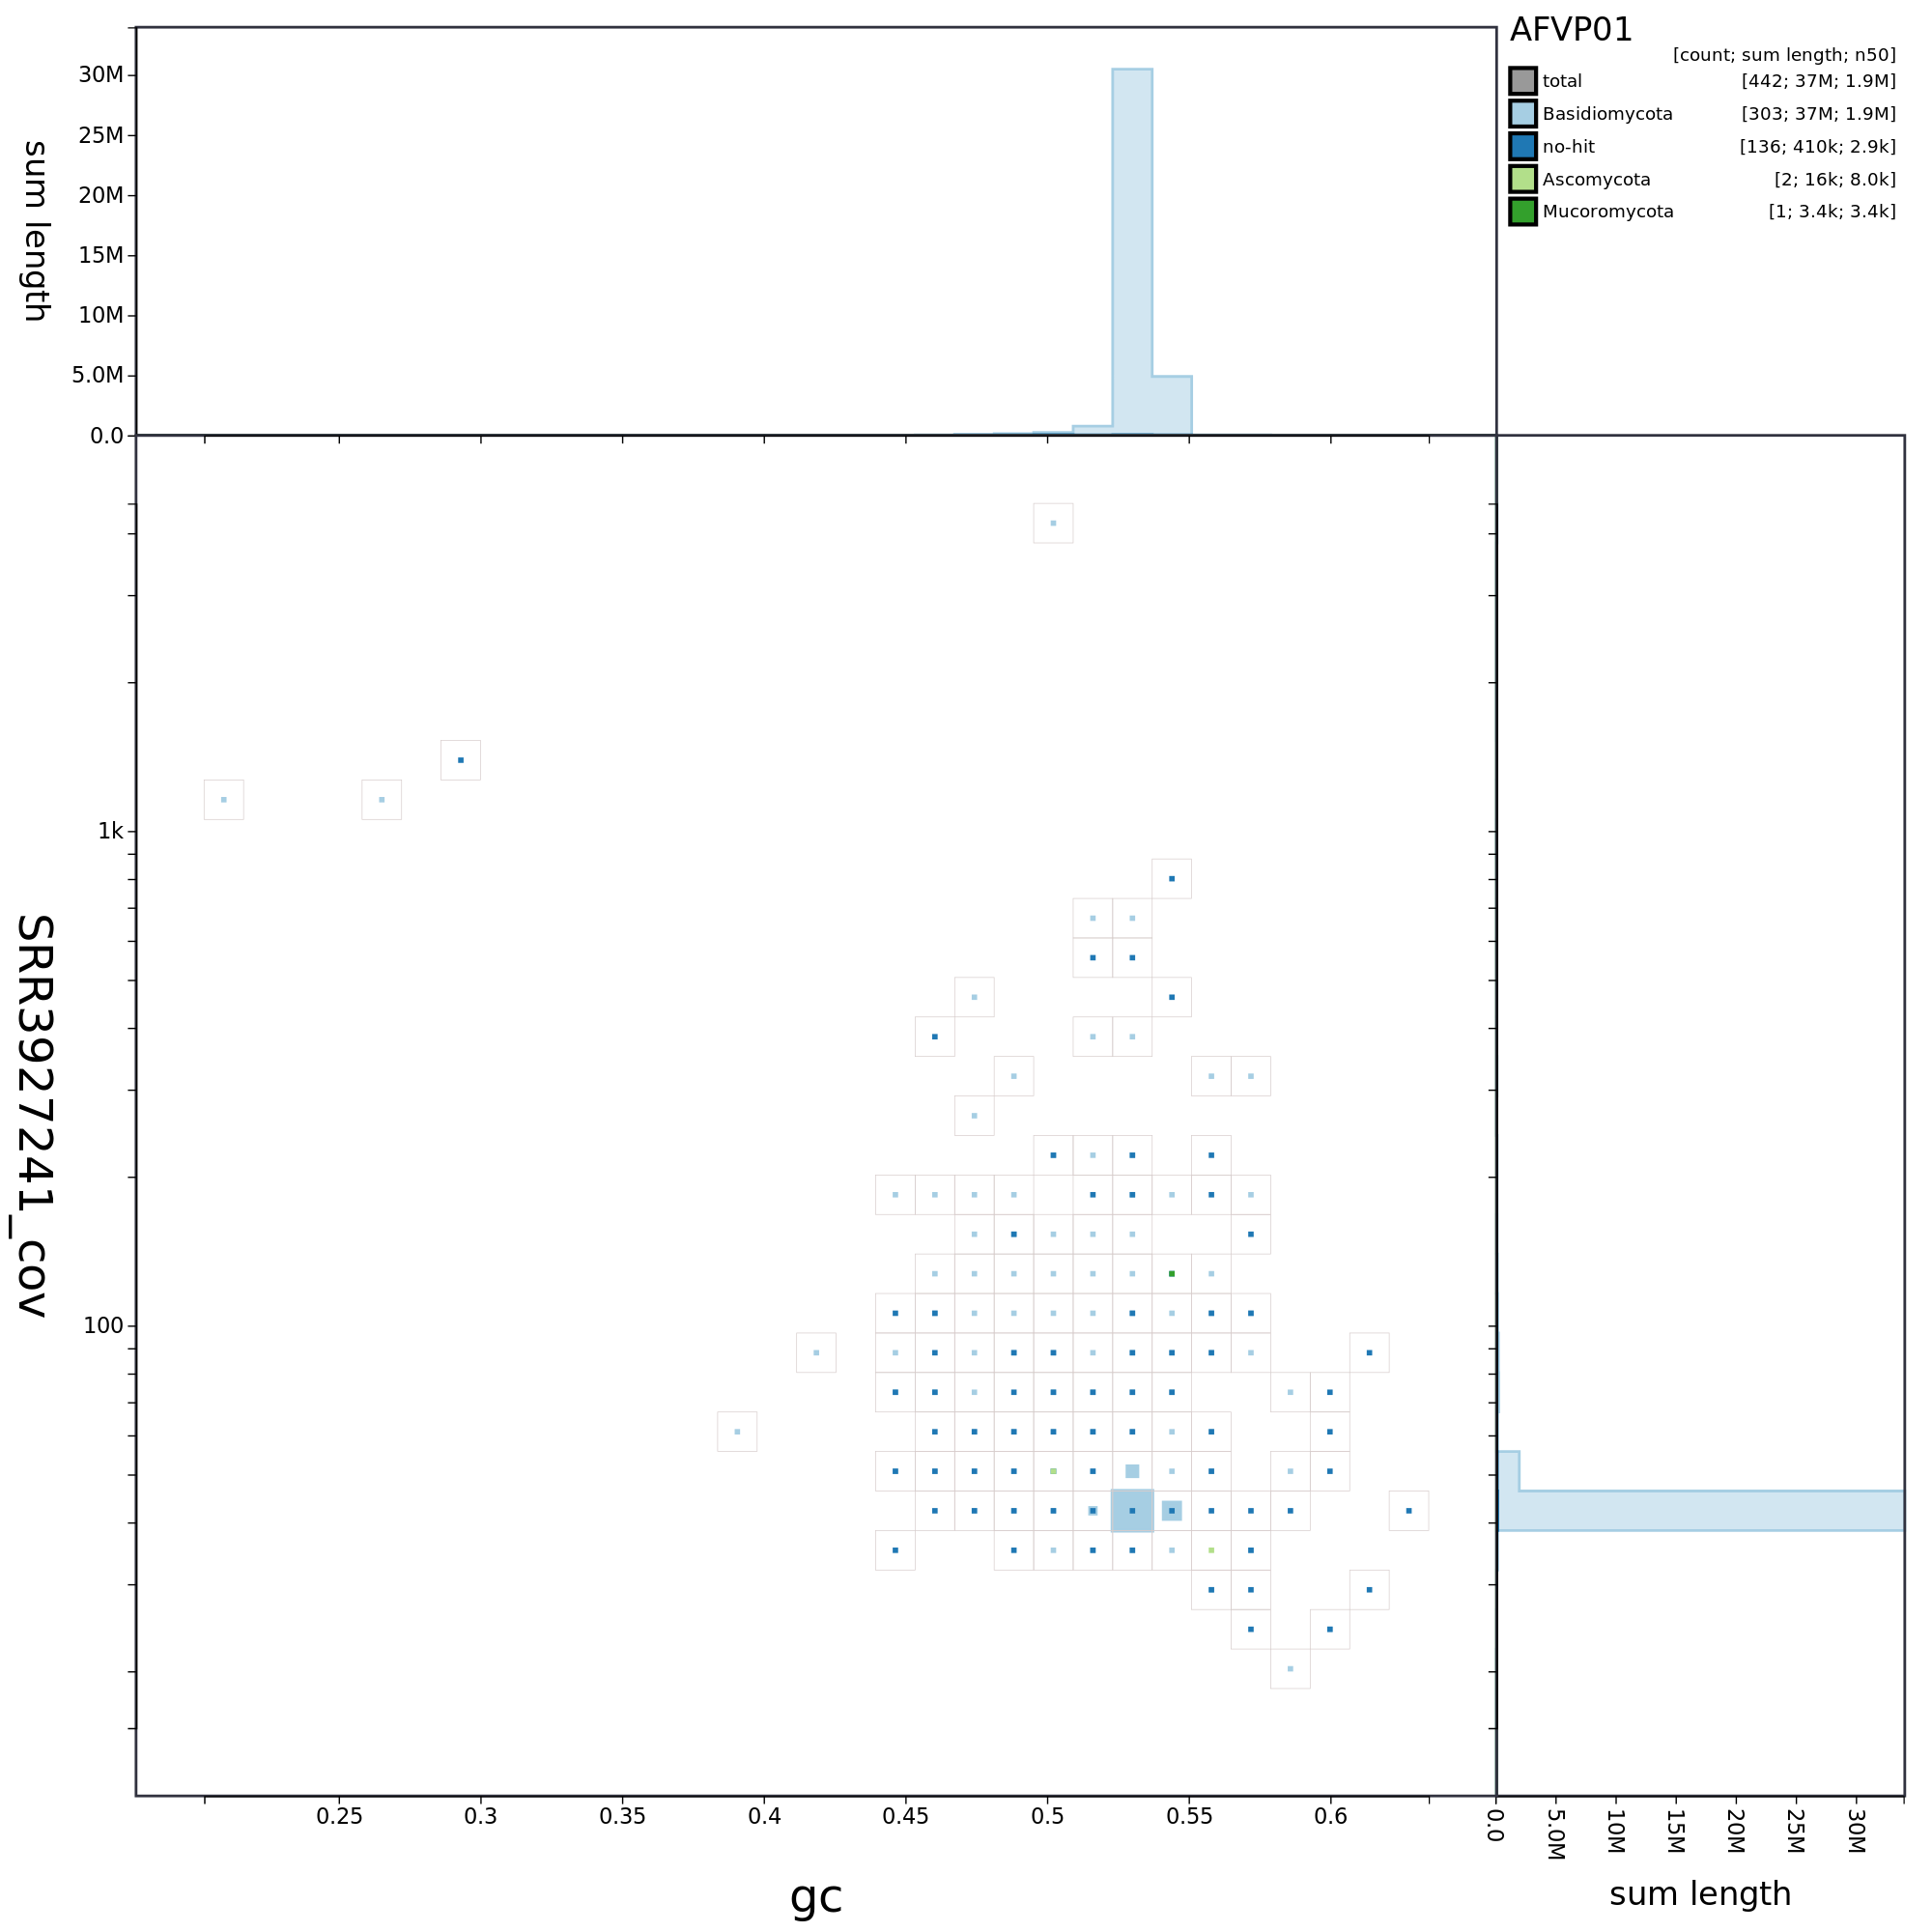 AFVP01
[count; sum length; n50]
total [442; 37M; 1.9M]
Basidiomycota [303; 37M; 1.9M]
no-hit [136; 410k; 2.9k]
Ascomycota [2; 16k; 8.0k]
Mucoromycota [1; 3.4k; 3.4k]
sum length
30M
25M
20M
15M
10M
5.0M
0.0
SRR3927241_cov
1k
100
0.25 0.3 0.35 0.4 0.45 0.5 0.55 0.6
gc
0.0 5.0M 10M 15M 20M 25M 30M
sum length